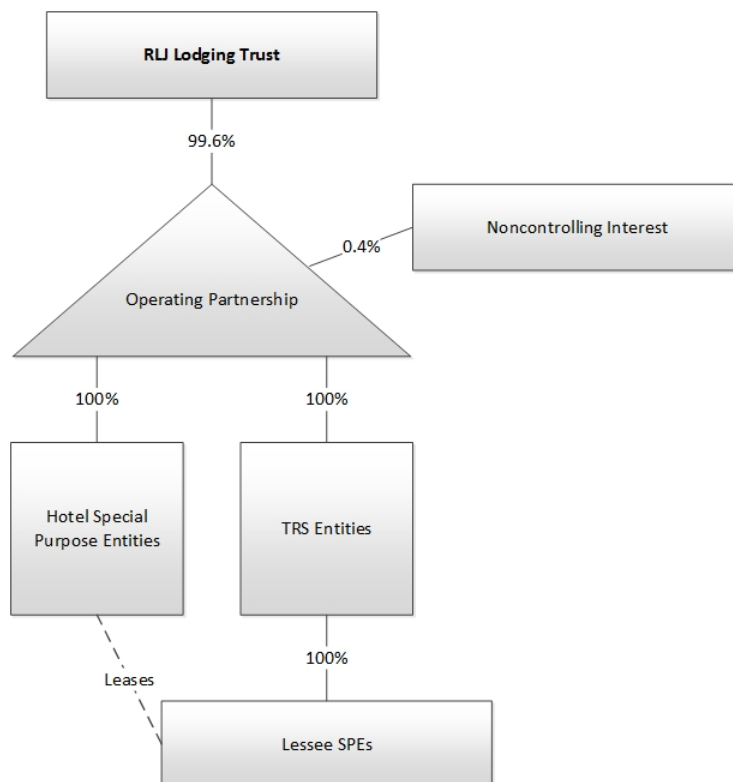 RLJ Lodging Trust
99.6%
Noncontrolling Interest
0.4%
Operating Partnership
100%
100%
Hotel Special
Purpose Entities
TRS Entities
100%
Leases
Lessee SPEs